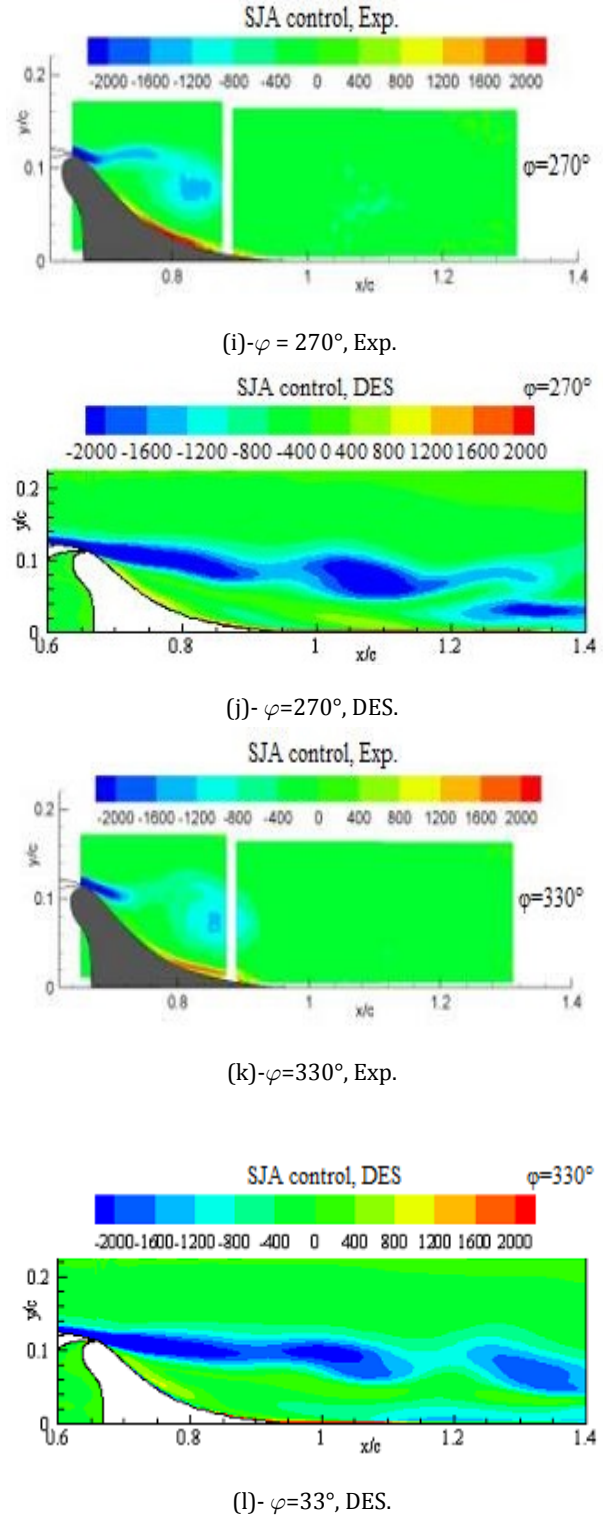 SJA control, Exp.
-2000 -1600 -1200 -800 -400 0 400 800 1200 1600 2000
0.2
y/c
0.1
φ=270°
0
0.8 1 1.2 1.4
x/c
(i)-φ = 270°, Exp.
SJA control, DES φ=270°
-2000 -1600 -1200 -800 -400 0 400 800 1200 1600 2000
0.2
y/c
0.1
0
0.6 0.8 1 1.2 1.4
x/c
(j)- φ=270°, DES.
SJA control, Exp.
-2000 -1600 -1200 -800 -400 0 400 800 1200 1600 2000
0.2
y/c
0.1
φ=330°
0
0.8 1 1.2 1.4
x/c
(k)-φ=330°, Exp.
SJA control, DES φ=330°
-2000 -1600 -1200 -800 -400 0 400 800 1200 1600 2000
0.2
y/c
0.1
0
0.6 0.8 1 1.2 1.4
x/c
(l)- φ=33°, DES.